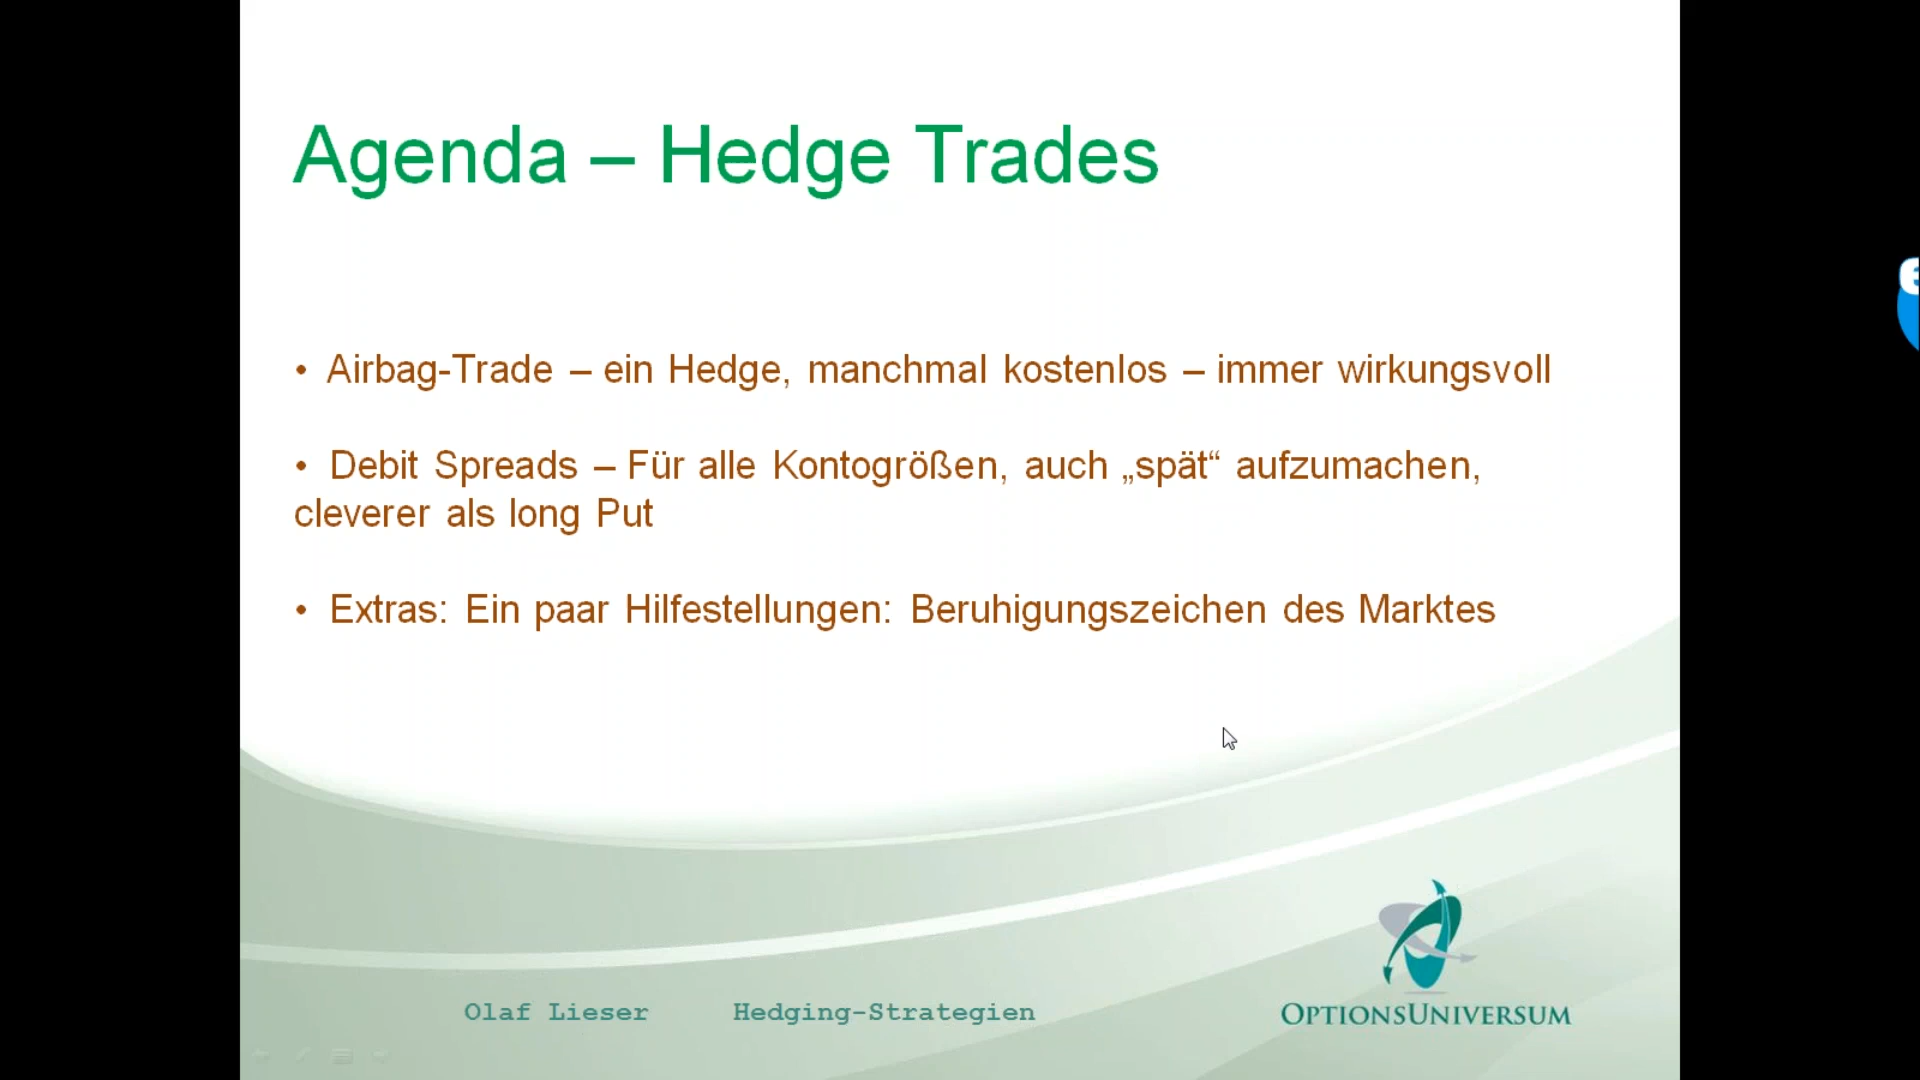 Agenda – Hedge Trades
• Airbag-Trade – ein Hedge, manchmal kostenlos – immer wirkungsvoll
• Debit Spreads – Für alle Kontogrößen, auch „spät“ aufzumachen,
cleverer als long Put
• Extras: Ein paar Hilfestellungen: Beruhigungszeichen des Marktes
Olaf Lieser Hedging-Strategien
OPTIONSUNIVERSUM